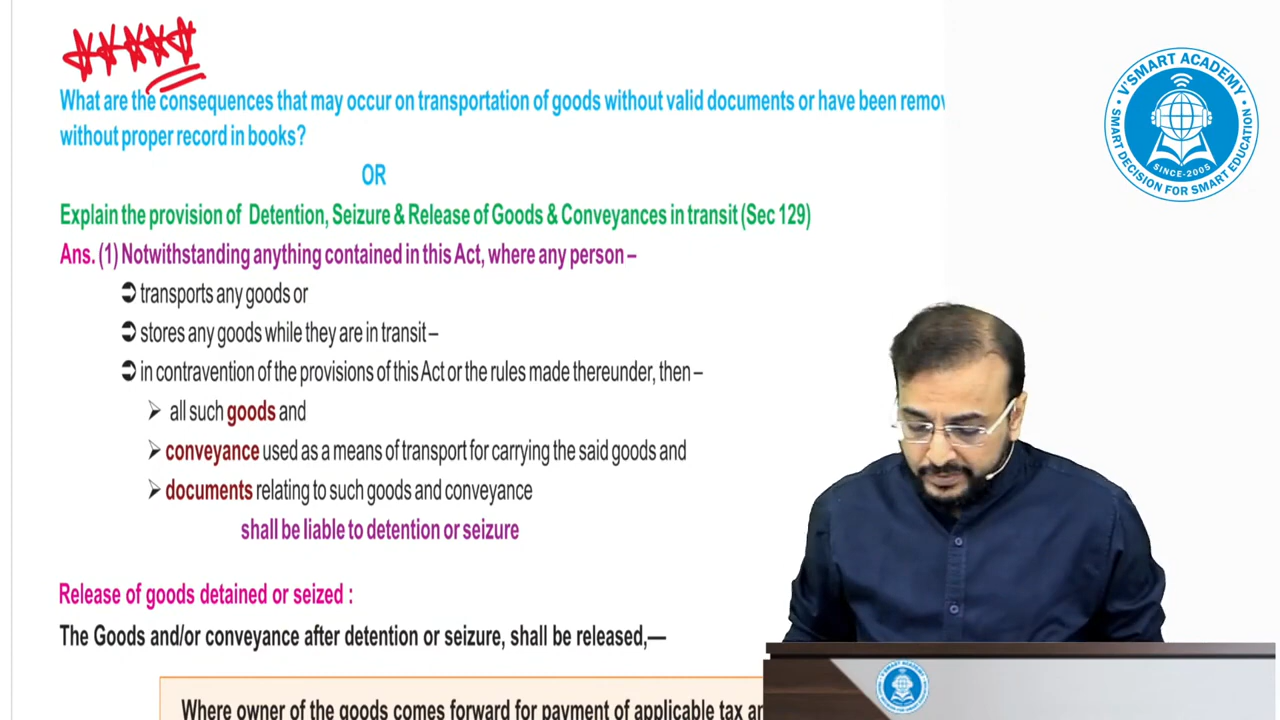 What are the consequences that may occur on transportation of goods without valid documents or have been
without proper record in books?
OR
Explain the provision of Detention, Seizure & Release of Goods & Conveyances in transit (Sec 129)
Ans. (1) Notwithstanding anything contained in this Act, where any person –
transports any goods or
stores any goods while they are in transit –
in contravention of the provisions of this Act or the rules made thereunder, then –
all such goods and
conveyance used as a means of transport for carrying the said goods and
documents relating to such goods and conveyance
shall be liable to detention or seizure
Release of goods detained or seized :
The Goods and/or conveyance after detention or seizure, shall be released,—
Where owner of the goods comes forward for payment of applicable tax
V'SMART ACADEMY
SMART DECISION FOR SMART EDUCATION
SINCE-2005